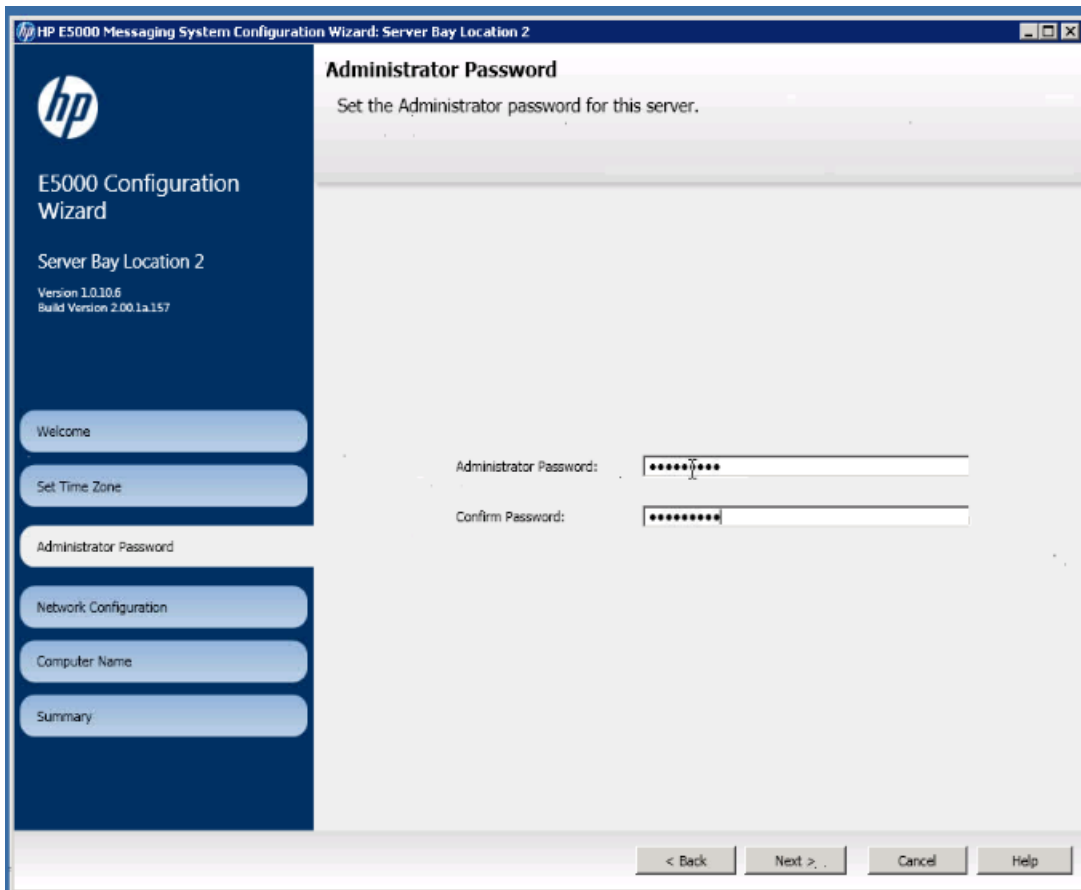 HP E5000 Messaging System Configuration Wizard: Server Bay Location 2
hp
E5000 Configuration
Wizard
Server Bay Location 2
Version 1.0.10.6
Build Version 2.00.1a.157
Welcome
Set Time Zone
Administrator Password
Network Configuration
Computer Name
Summary
Administrator Password
Set the Administrator password for this server.
Administrator Password: •••••••••
Confirm Password: •••••••••
< Back Next > Cancel Help